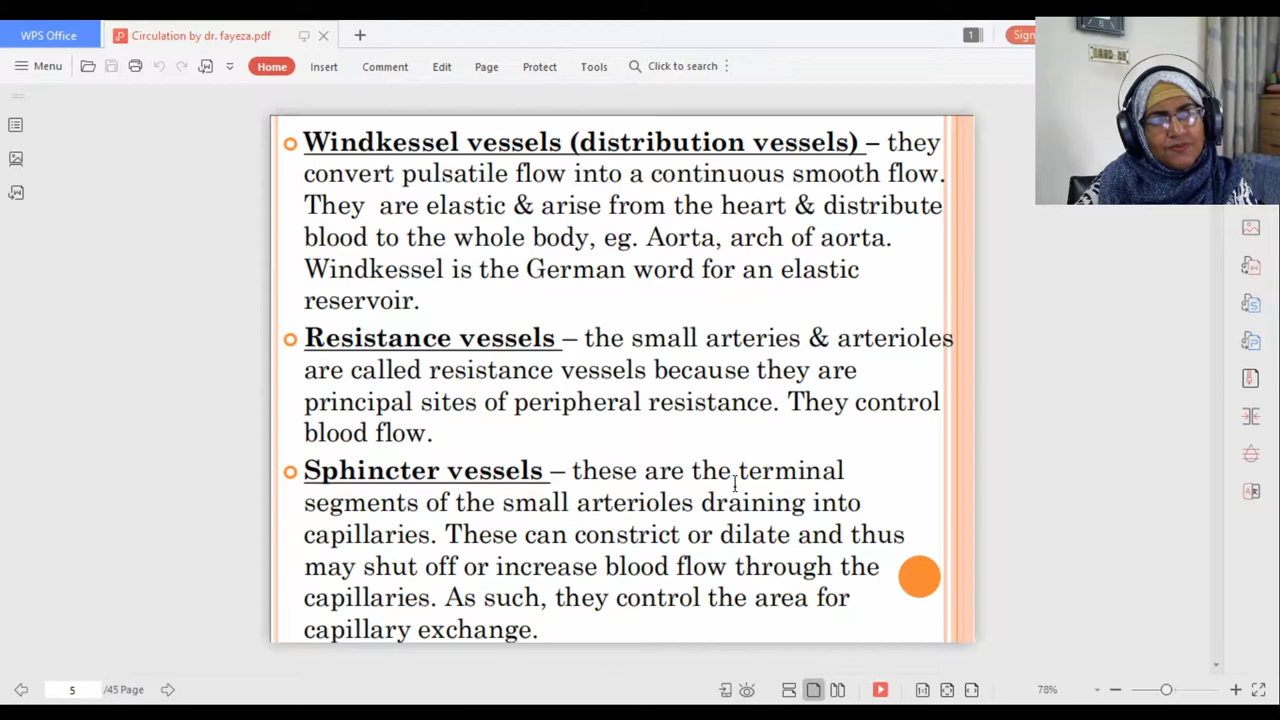 WPS Office
Circulation by dr. fayeza.pdf
1
Sign
Menu
Home
Insert
Comment
Edit
Page
Protect
Tools
Click to search
Windkessel vessels (distribution vessels) – they
convert pulsatile flow into a continuous smooth flow.
They are elastic & arise from the heart & distribute
blood to the whole body, eg. Aorta, arch of aorta.
Windkessel is the German word for an elastic
reservoir.
Resistance vessels – the small arteries & arterioles
are called resistance vessels because they are
principal sites of peripheral resistance. They control
blood flow.
Sphincter vessels – these are the terminal
segments of the small arterioles draining into
capillaries. These can constrict or dilate and thus
may shut off or increase blood flow through the
capillaries. As such, they control the area for
capillary exchange.
5
/45 Page
78%